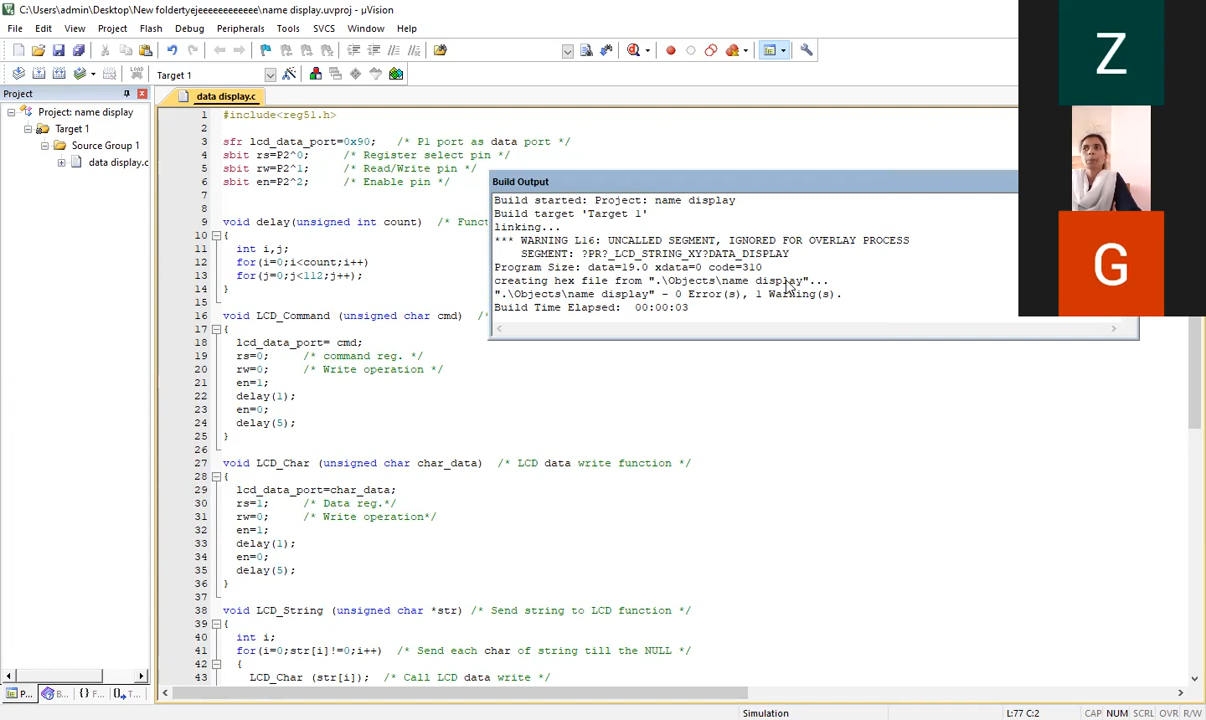 C:\Users\admin\Desktop\New foldertyejeeeeeeeeeeee\name display.uvproj - µVision
File Edit View Project Flash Debug Peripherals Tools SVCS Window Help
LOAD Target 1
Project
data display.c
Project: name display
Target 1
Source Group 1
data display.c
1 #include<reg51.h>
2
3 sfr lcd_data_port=0x90; /* P1 port as data port */
4 sbit rs=P2^0; /* Register select pin */
5 sbit rw=P2^1; /* Read/Write pin */
6 sbit en=P2^2; /* Enable pin */
7
8
9 void delay(unsigned int count) /* Funct
10 {
11 int i,j;
12 for(i=0;i<count;i++)
13 for(j=0;j<112;j++);
14 }
15
16 void LCD_Command (unsigned char cmd) /*
17 {
18 lcd_data_port= cmd;
19 rs=0; /* command reg. */
20 rw=0; /* Write operation */
21 en=1;
22 delay(1);
23 en=0;
24 delay(5);
25 }
26
27 void LCD_Char (unsigned char char_data) /* LCD data write function */
28 {
29 lcd_data_port=char_data;
30 rs=1; /* Data reg.*/
31 rw=0; /* Write operation*/
32 en=1;
33 delay(1);
34 en=0;
35 delay(5);
36 }
37
38 void LCD_String (unsigned char *str) /* Send string to LCD function */
39 {
40 int i;
41 for(i=0;str[i]!=0;i++) /* Send each char of string till the NULL */
42 {
43 LCD_Char (str[i]); /* Call LCD data write */
Build Output
Build started: Project: name display
Build target 'Target 1'
linking...
*** WARNING L16: UNCALLED SEGMENT, IGNORED FOR OVERLAY PROCESS
SEGMENT: ?PR?_LCD_STRING_XY?DATA_DISPLAY
Program Size: data=19.0 xdata=0 code=310
creating hex file from ".\Objects\name display"...
".\Objects\name display" - 0 Error(s), 1 Warning(s).
Build Time Elapsed: 00:00:03
Z
G
P... B... {} F... 0→ T...
Simulation L:77 C:2 CAP NUM SCRL OVR R/W